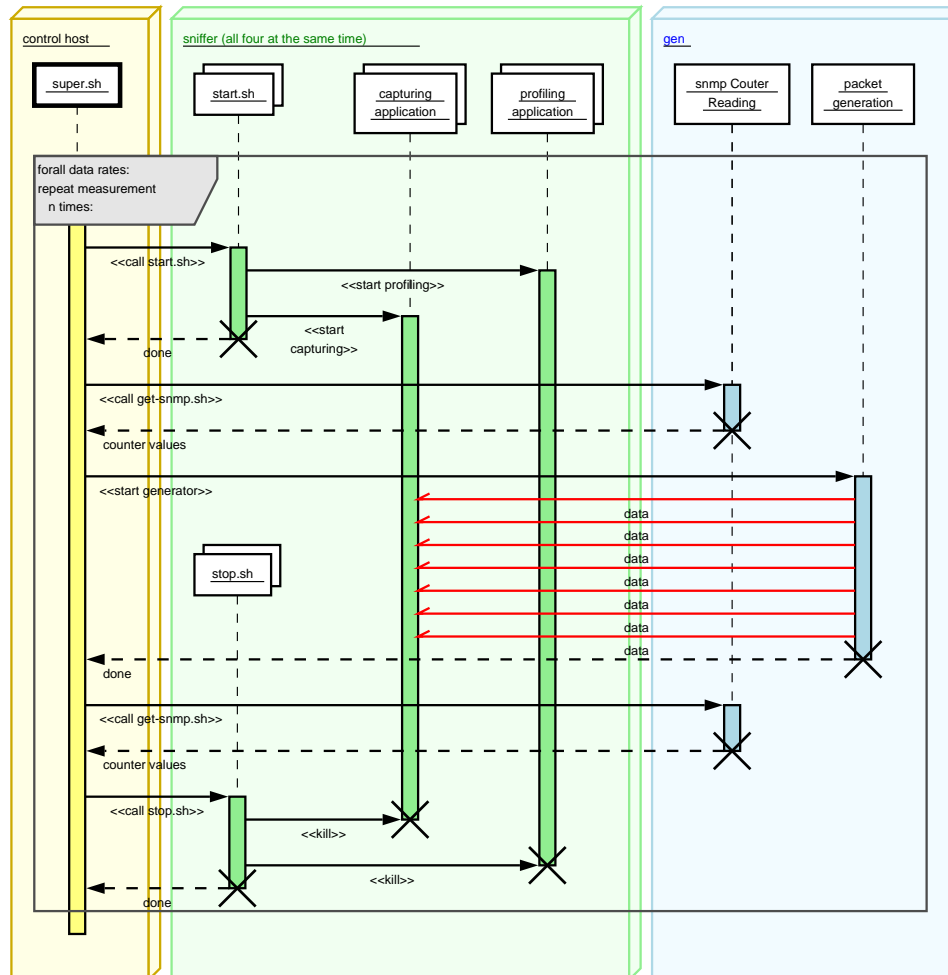 control host
sniffer (all four at the same time)
gen
super.sh
start.sh
capturing
application
profiling
application
snmp Couter
Reading
packet
generation
forall data rates:
repeat measurement
n times:
<<call start.sh>>
<<start profiling>>
<<start
capturing>>
done
<<call get-snmp.sh>>
counter values
<<start generator>>
data
data
data
data
data
data
data
stop.sh
done
<<call get-snmp.sh>>
counter values
<<call stop.sh>>
<<kill>>
<<kill>>
done